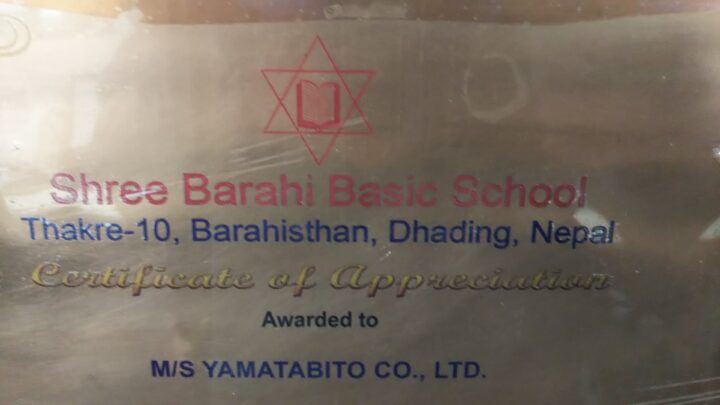 Shree Barahi Basic School
Thakre-10, Barahisthan, Dhading, Nepal
Certificate of Appreciation
Awarded to
M/S YAMATABITO CO., LTD.